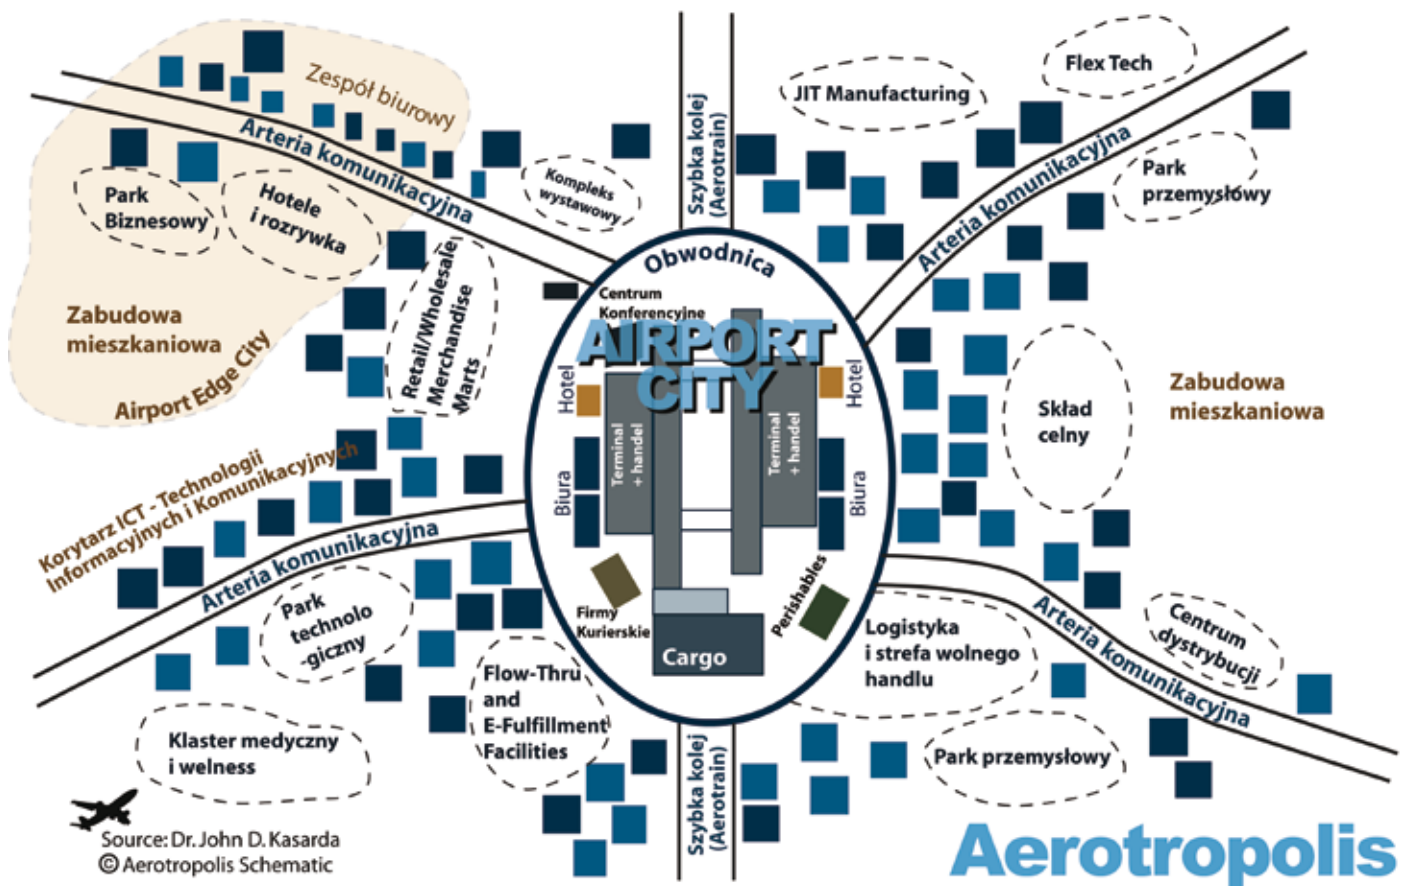 Zespół biurowy
Arteria komunikacyjna
Park
Biznesowy
Hotele
i rozrywka
Kompleks
wystawowy
Szybka kolej
(Aerotrain)
JIT Manufacturing
Flex Tech
Arteria komunikacyjna
Park
przemysłowy
Zabudowa
mieszkaniowa
Airport Edge City
Retail/Wholesale
Merchandise
Marts
Obwodnica
Centrum
Konferencyjne
AIRPORT
CITY
Hotel
Hotel
Terminal
+ handel
Terminal
+ handel
Biura
Biura
Firmy
Kurierskie
Perishables
Cargo
Skład
celny
Zabudowa
mieszkaniowa
Korytarz ICT - Technologii
Informacyjnych i Komunikacyjnych
Arteria komunikacyjna
Park
technolo
-giczny
Flow-Thru
and
E-Fulfillment
Facilities
Klaster medyczny
i welness
Logistyka
i strefa wolnego
handlu
Arteria komunikacyjna
Centrum
dystrybucji
Park przemysłowy
Szybka kolej
(Aerotrain)
Source: Dr. John D. Kasarda
© Aerotropolis Schematic
Aerotropolis